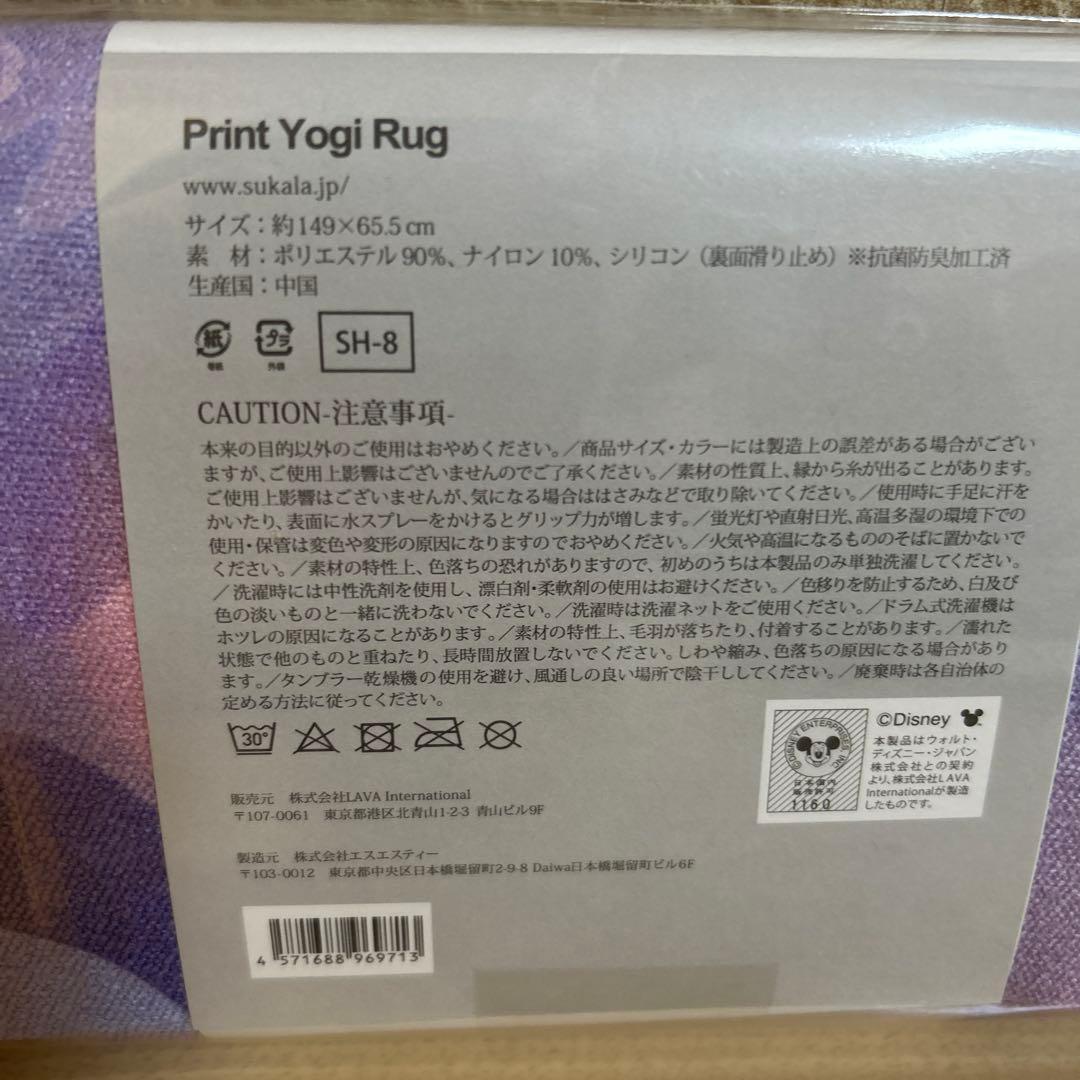 Print Yogi Rug
www.sukala.jp/
サイズ：約149×65.5cm
素　材：ポリエステル90%、ナイロン10%、シリコン（裏面滑り止め）※抗菌防臭加工済
生産国：中国
紙
巻紙
プラ
外袋
SH-8
CAUTION-注意事項-
本来の目的以外のご使用はおやめください。／商品サイズ・カラーには製造上の誤差がある場合がござい
ますが、ご使用上影響はございませんのでご了承ください。／素材の性質上、縁から糸が出ることがあります。
ご使用上影響はございませんが、気になる場合ははさみなどで取り除いてください。／使用時に手足に汗を
かいたり、表面に水スプレーをかけるとグリップ力が増します。／蛍光灯や直射日光、高温多湿の環境下での
使用・保管は変色や変形の原因になりますのでおやめください。／火気や高温になるもののそばに置かないで
ください。／素材の特性上、色落ちの恐れがありますので、初めのうちは本製品のみ単独洗濯してください。
／洗濯時には中性洗剤を使用し、漂白剤・柔軟剤の使用はお避けください。／色移りを防止するため、白及び
色の淡いものと一緒に洗わないでください。／洗濯時は洗濯ネットをご使用ください。／ドラム式洗濯機は
ホツレの原因になることがあります。／素材の特性上、毛羽が落ちたり、付着することがあります。／濡れた
状態で他のものと重ねたり、長時間放置しないでください。しわや縮み、色落ちの原因になる場合があり
ます。／タンブラー乾燥機の使用を避け、風通しの良い場所で陰干ししてください。／廃棄時は各自治体の
定める方法に従ってください。
30°
©DISNEY ENTERPRISES, INC.
日本国内
販売許可
1160
©Disney
本製品はウォルト・
ディズニー・ジャパン
株式会社との契約
より、株式会社LAVA
Internationalが製造
したものです。
販売元　株式会社LAVA International
〒107-0061　東京都港区北青山1-2-3 青山ビル9F
製造元　株式会社エスエスティー
〒103-0012　東京都中央区日本橋堀留町2-9-8 Daiwa日本橋堀留町ビル6F
4 571688 969713